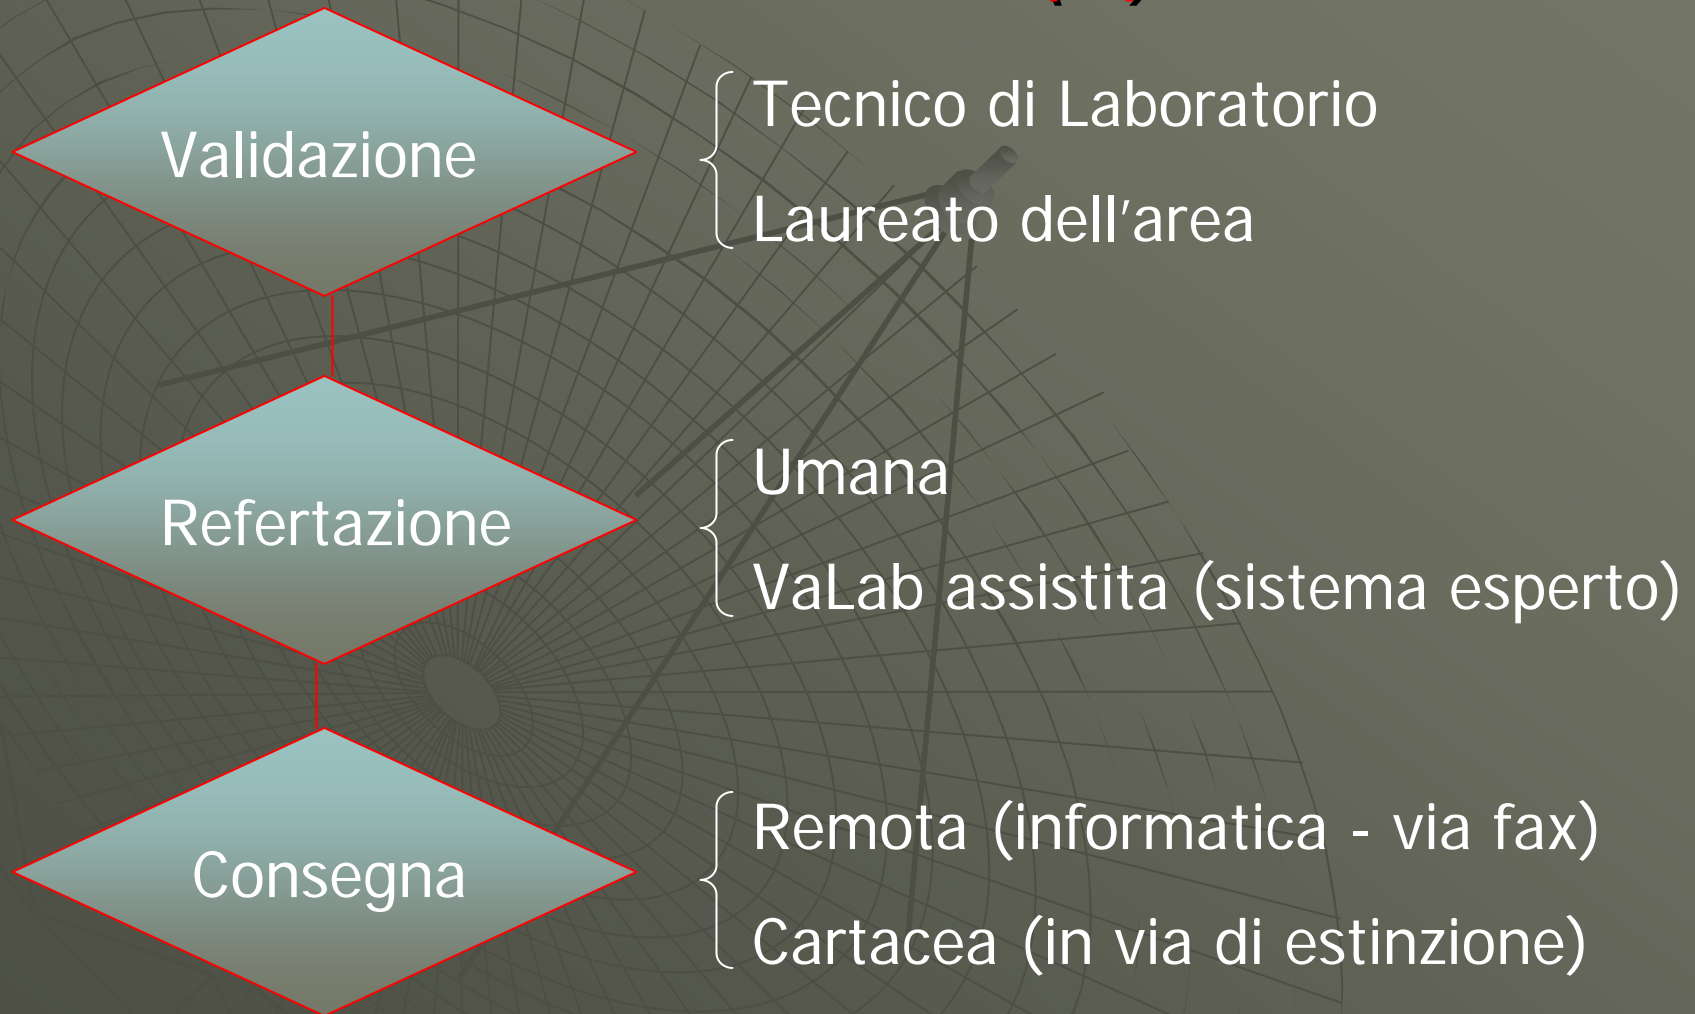 Validazione
Tecnico di Laboratorio
Laureato dell'area
Refertazione
Umana
VaLab assistita (sistema esperto)
Consegna
Remota (informatica - via fax)
Cartacea (in via di estinzione)